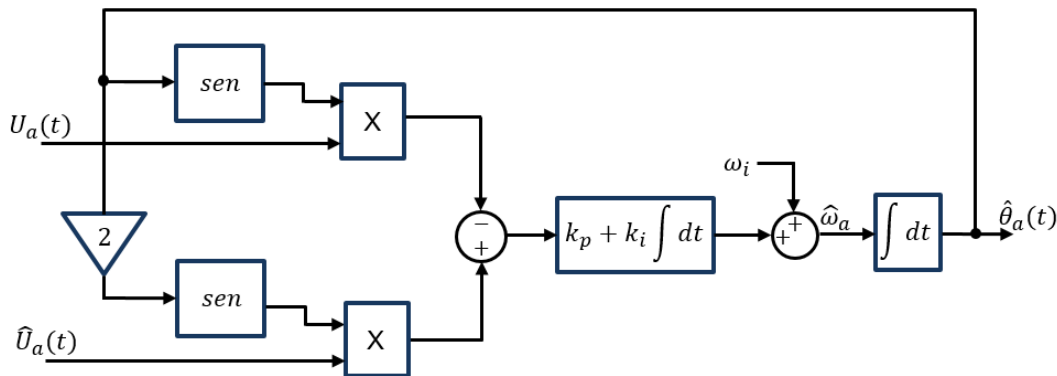 sen
X
U_a(t)
ω_i
2
−
+
k_p + k_i ∫ dt
+
+
ω̂_a
∫ dt
θ̂_a(t)
sen
X
Û_a(t)